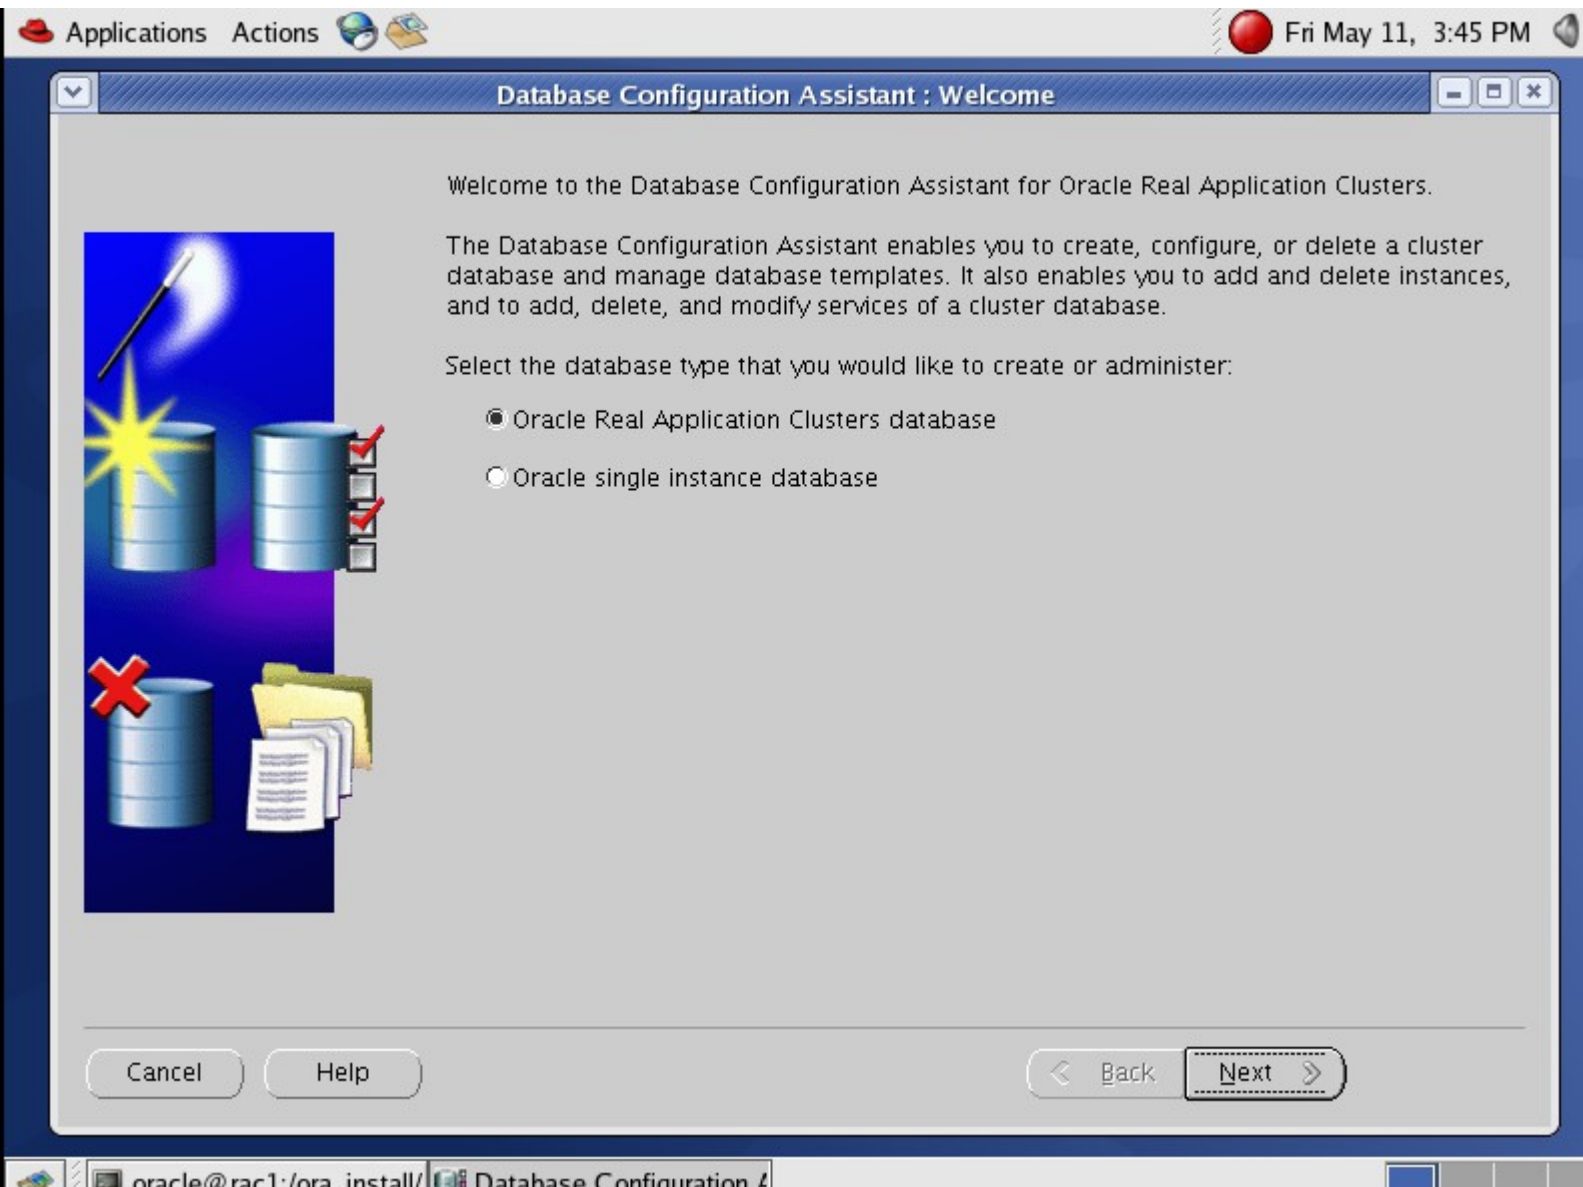 Applications Actions Fri May 11, 3:45 PM
Database Configuration Assistant : Welcome
Welcome to the Database Configuration Assistant for Oracle Real Application Clusters.
The Database Configuration Assistant enables you to create, configure, or delete a cluster
database and manage database templates. It also enables you to add and delete instances,
and to add, delete, and modify services of a cluster database.
Select the database type that you would like to create or administer:
Oracle Real Application Clusters database
Oracle single instance database
Cancel Help Back Next
oracle@rac1:/ora_install/ Database Configuration A